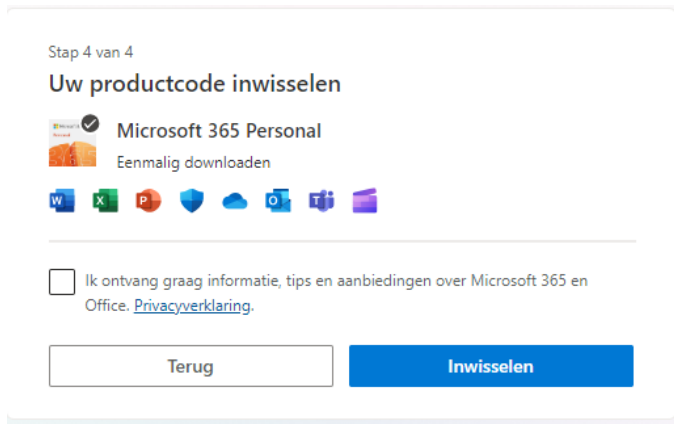 Stap 4 van 4
Uw productcode inwisselen
Microsoft 365 Personal
Eenmalig downloaden
Ik ontvang graag informatie, tips en aanbiedingen over Microsoft 365 en
Office. Privacyverklaring.
Terug
Inwisselen